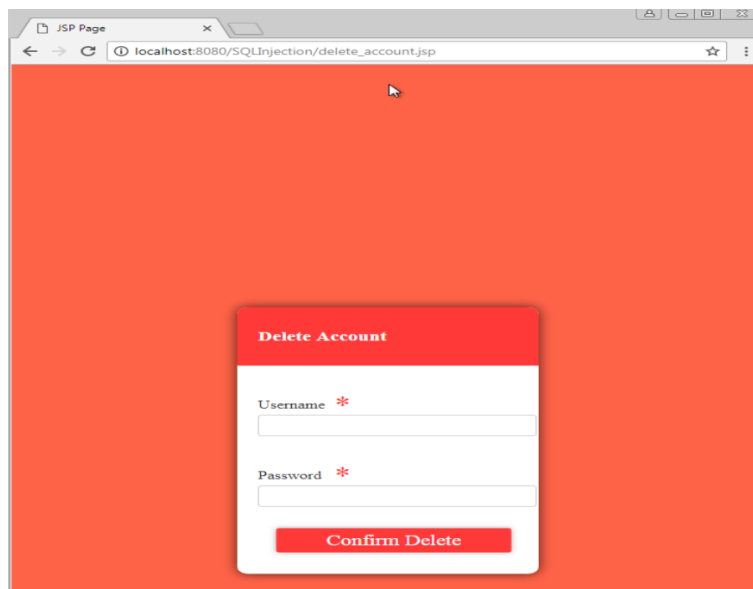 JSP Page
localhost:8080/SQLInjection/delete_account.jsp
Delete Account
Username *
Password *
Confirm Delete